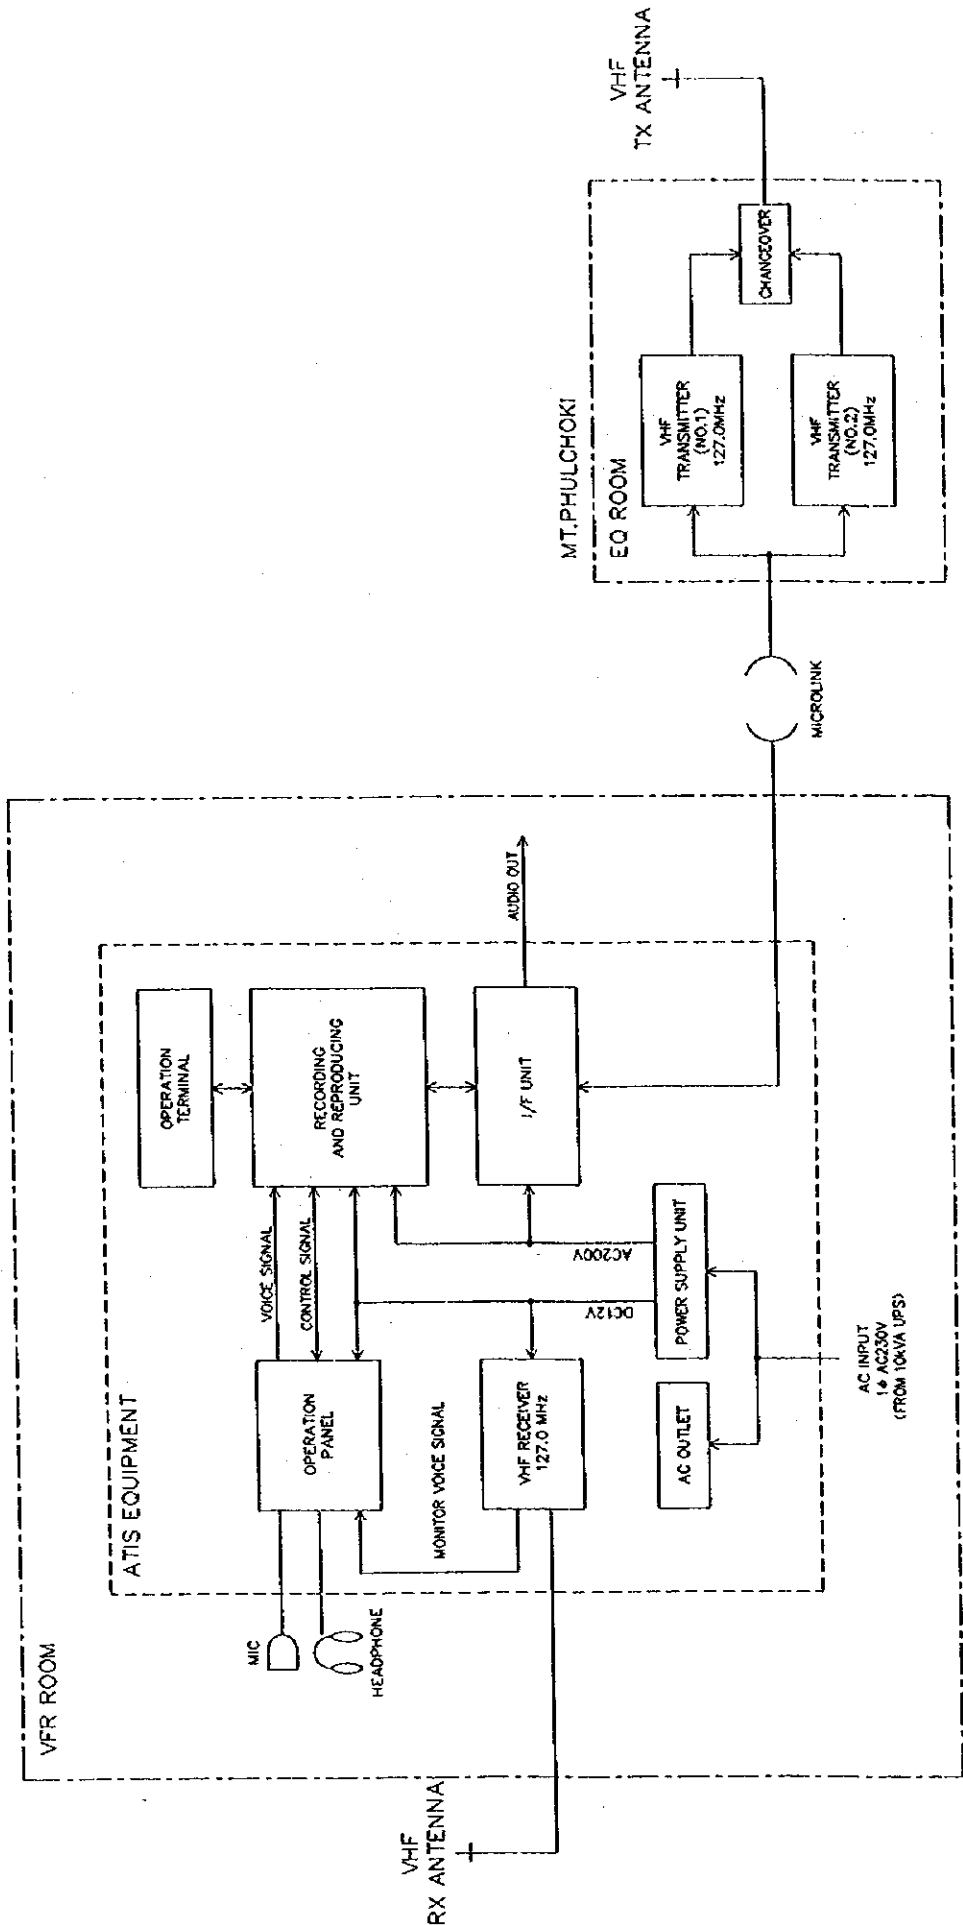 VFR ROOM
ATIS EQUIPMENT
MIC
HEADPHONE
VHF
RX ANTENNA
OPERATION
PANEL
VOICE SIGNAL
CONTROL SIGNAL
OPERATION
TERMINAL
RECORDING
AND REPRODUCING
UNIT
MONITOR VOICE SIGNAL
VHF RECEIVER
127.0 MHz
DC12V
AC200V
I/F UNIT
AUDIO OUT
AC OUTLET
POWER SUPPLY UNIT
AC INPUT
1ϕ AC230V
(FROM 10kVA UPS)
MICROLINK
MT.PHULCHOKI
EQ ROOM
VHF
TRANSMITTER
(NO.1)
127.0MHz
VHF
TRANSMITTER
(NO.2)
127.0MHz
CHANGEOVER
VHF
TX ANTENNA